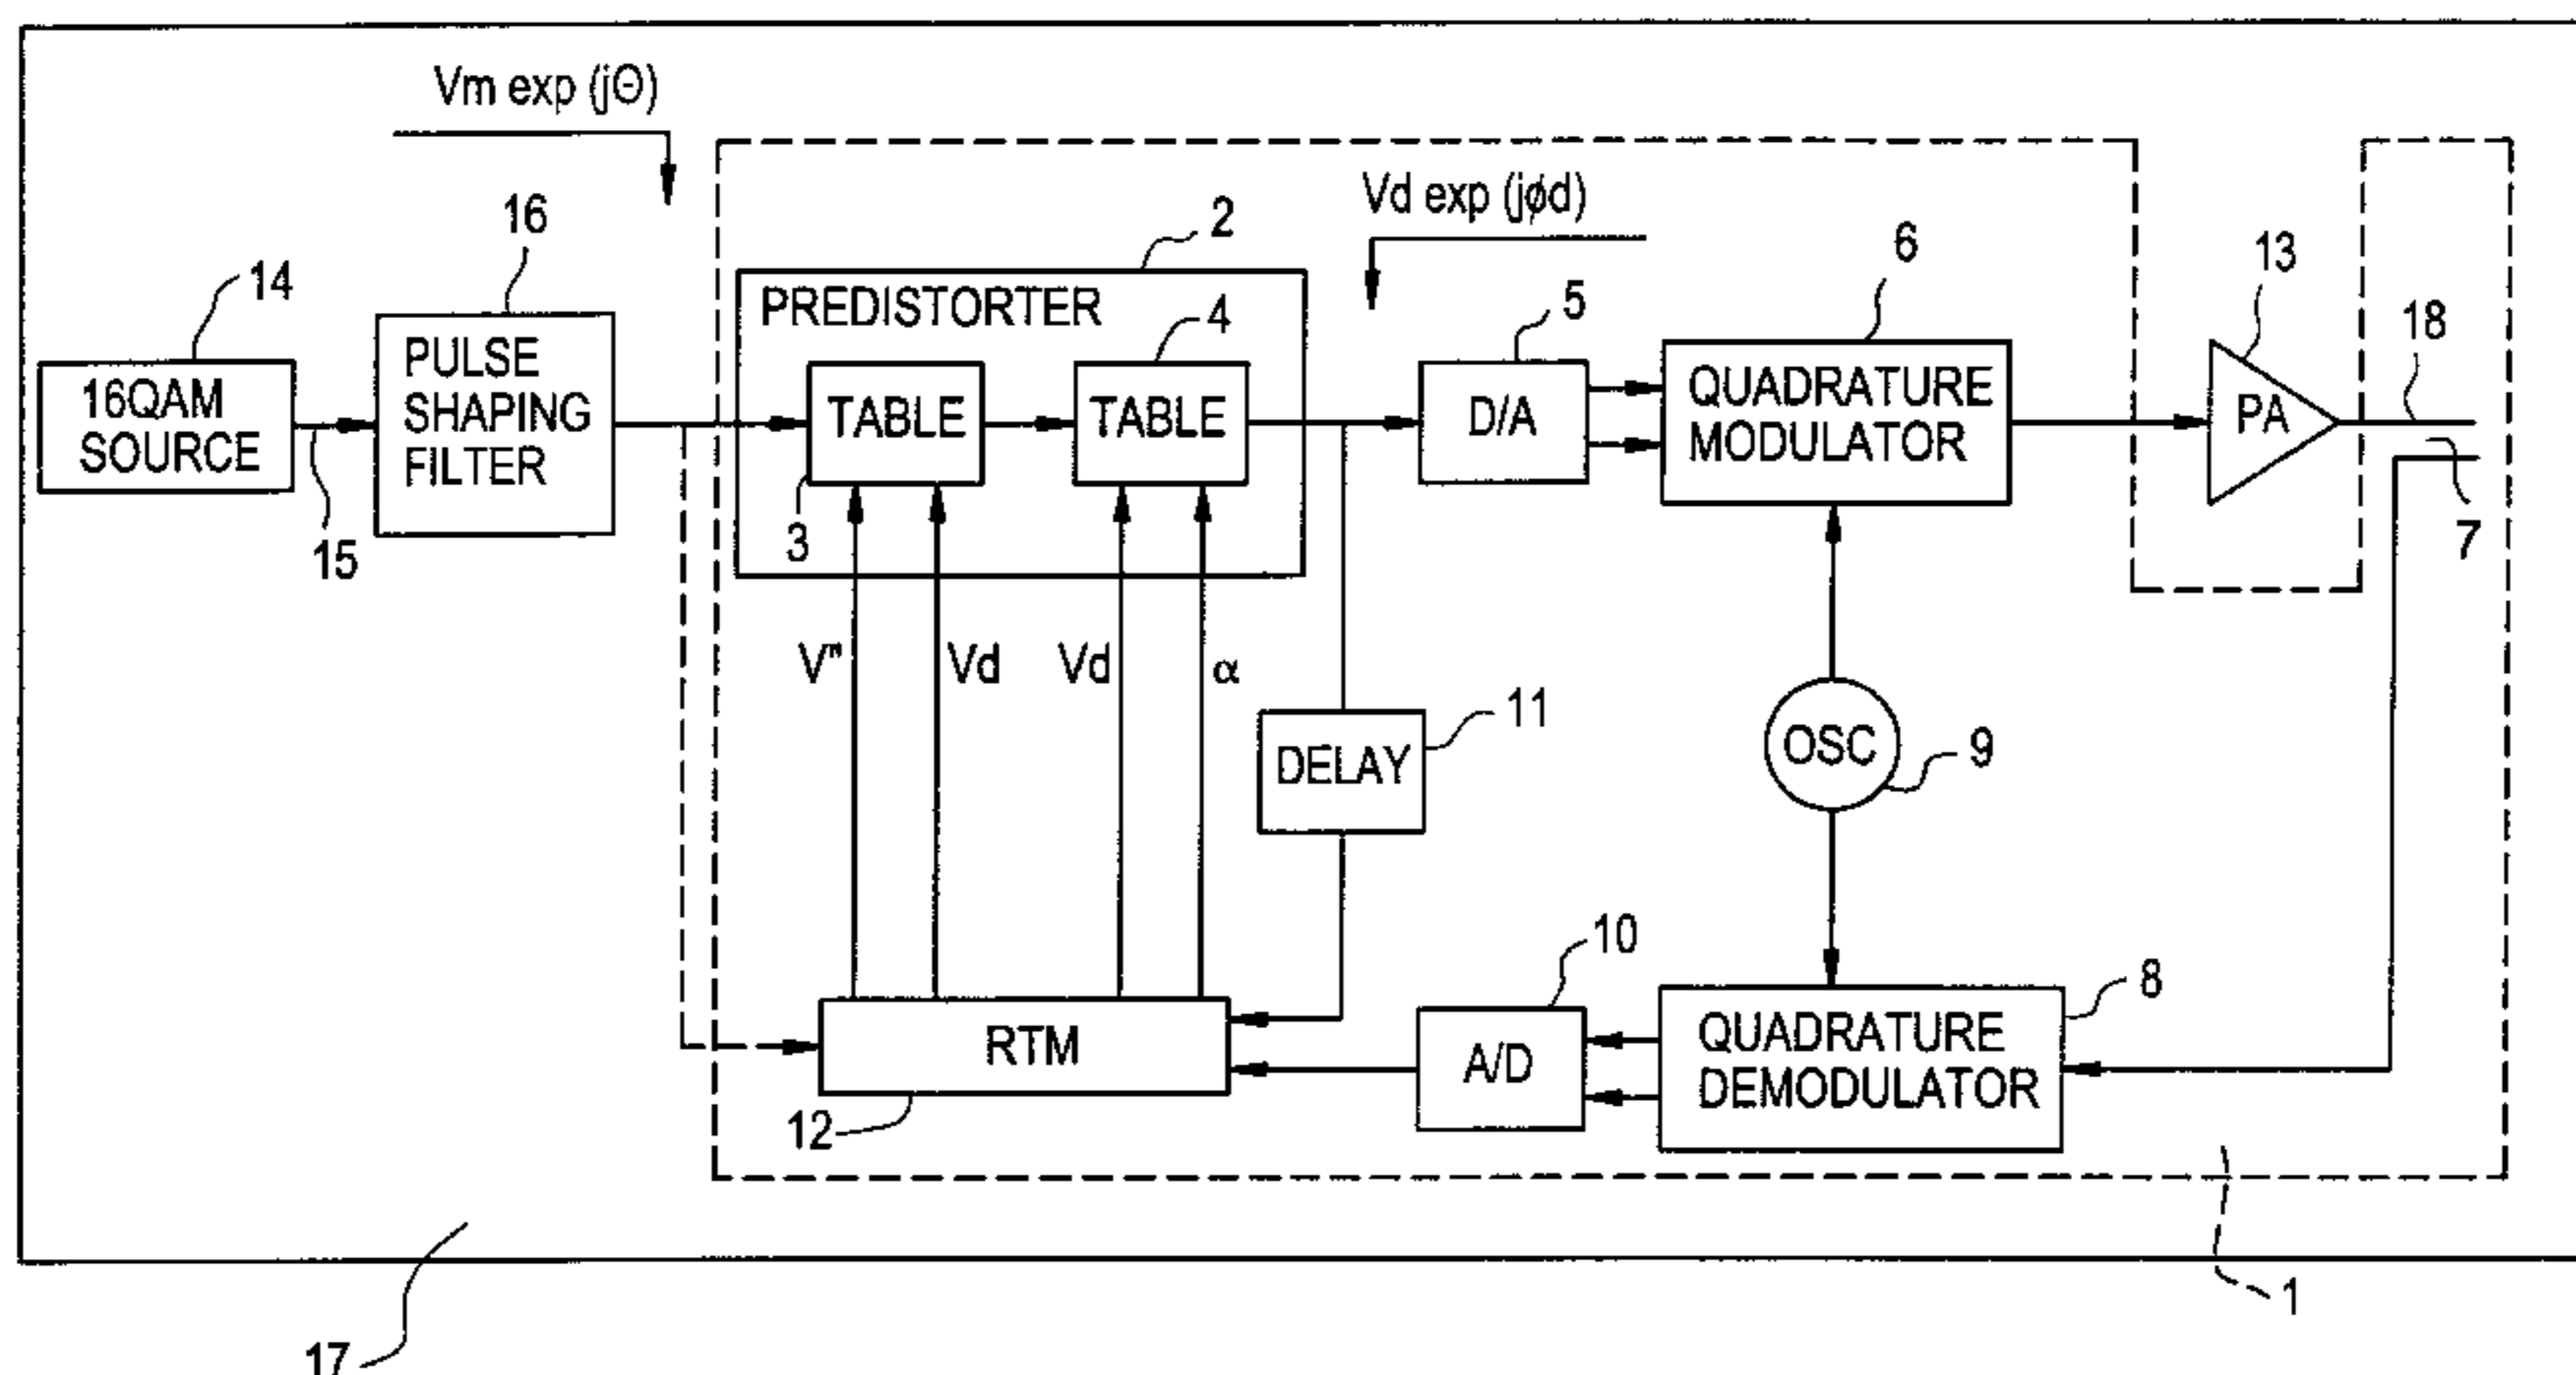 Vm exp (jΘ)
Vd exp (jϕd)
16
2
14
PREDISTORTER
4
5
6
13
18
16QAM
SOURCE
PULSE
SHAPING
FILTER
TABLE
TABLE
D/A
QUADRATURE
MODULATOR
PA
15
3
7
V"'
Vd
Vd
α
11
DELAY
OSC
9
10
8
RTM
A/D
QUADRATURE
DEMODULATOR
12
1
17